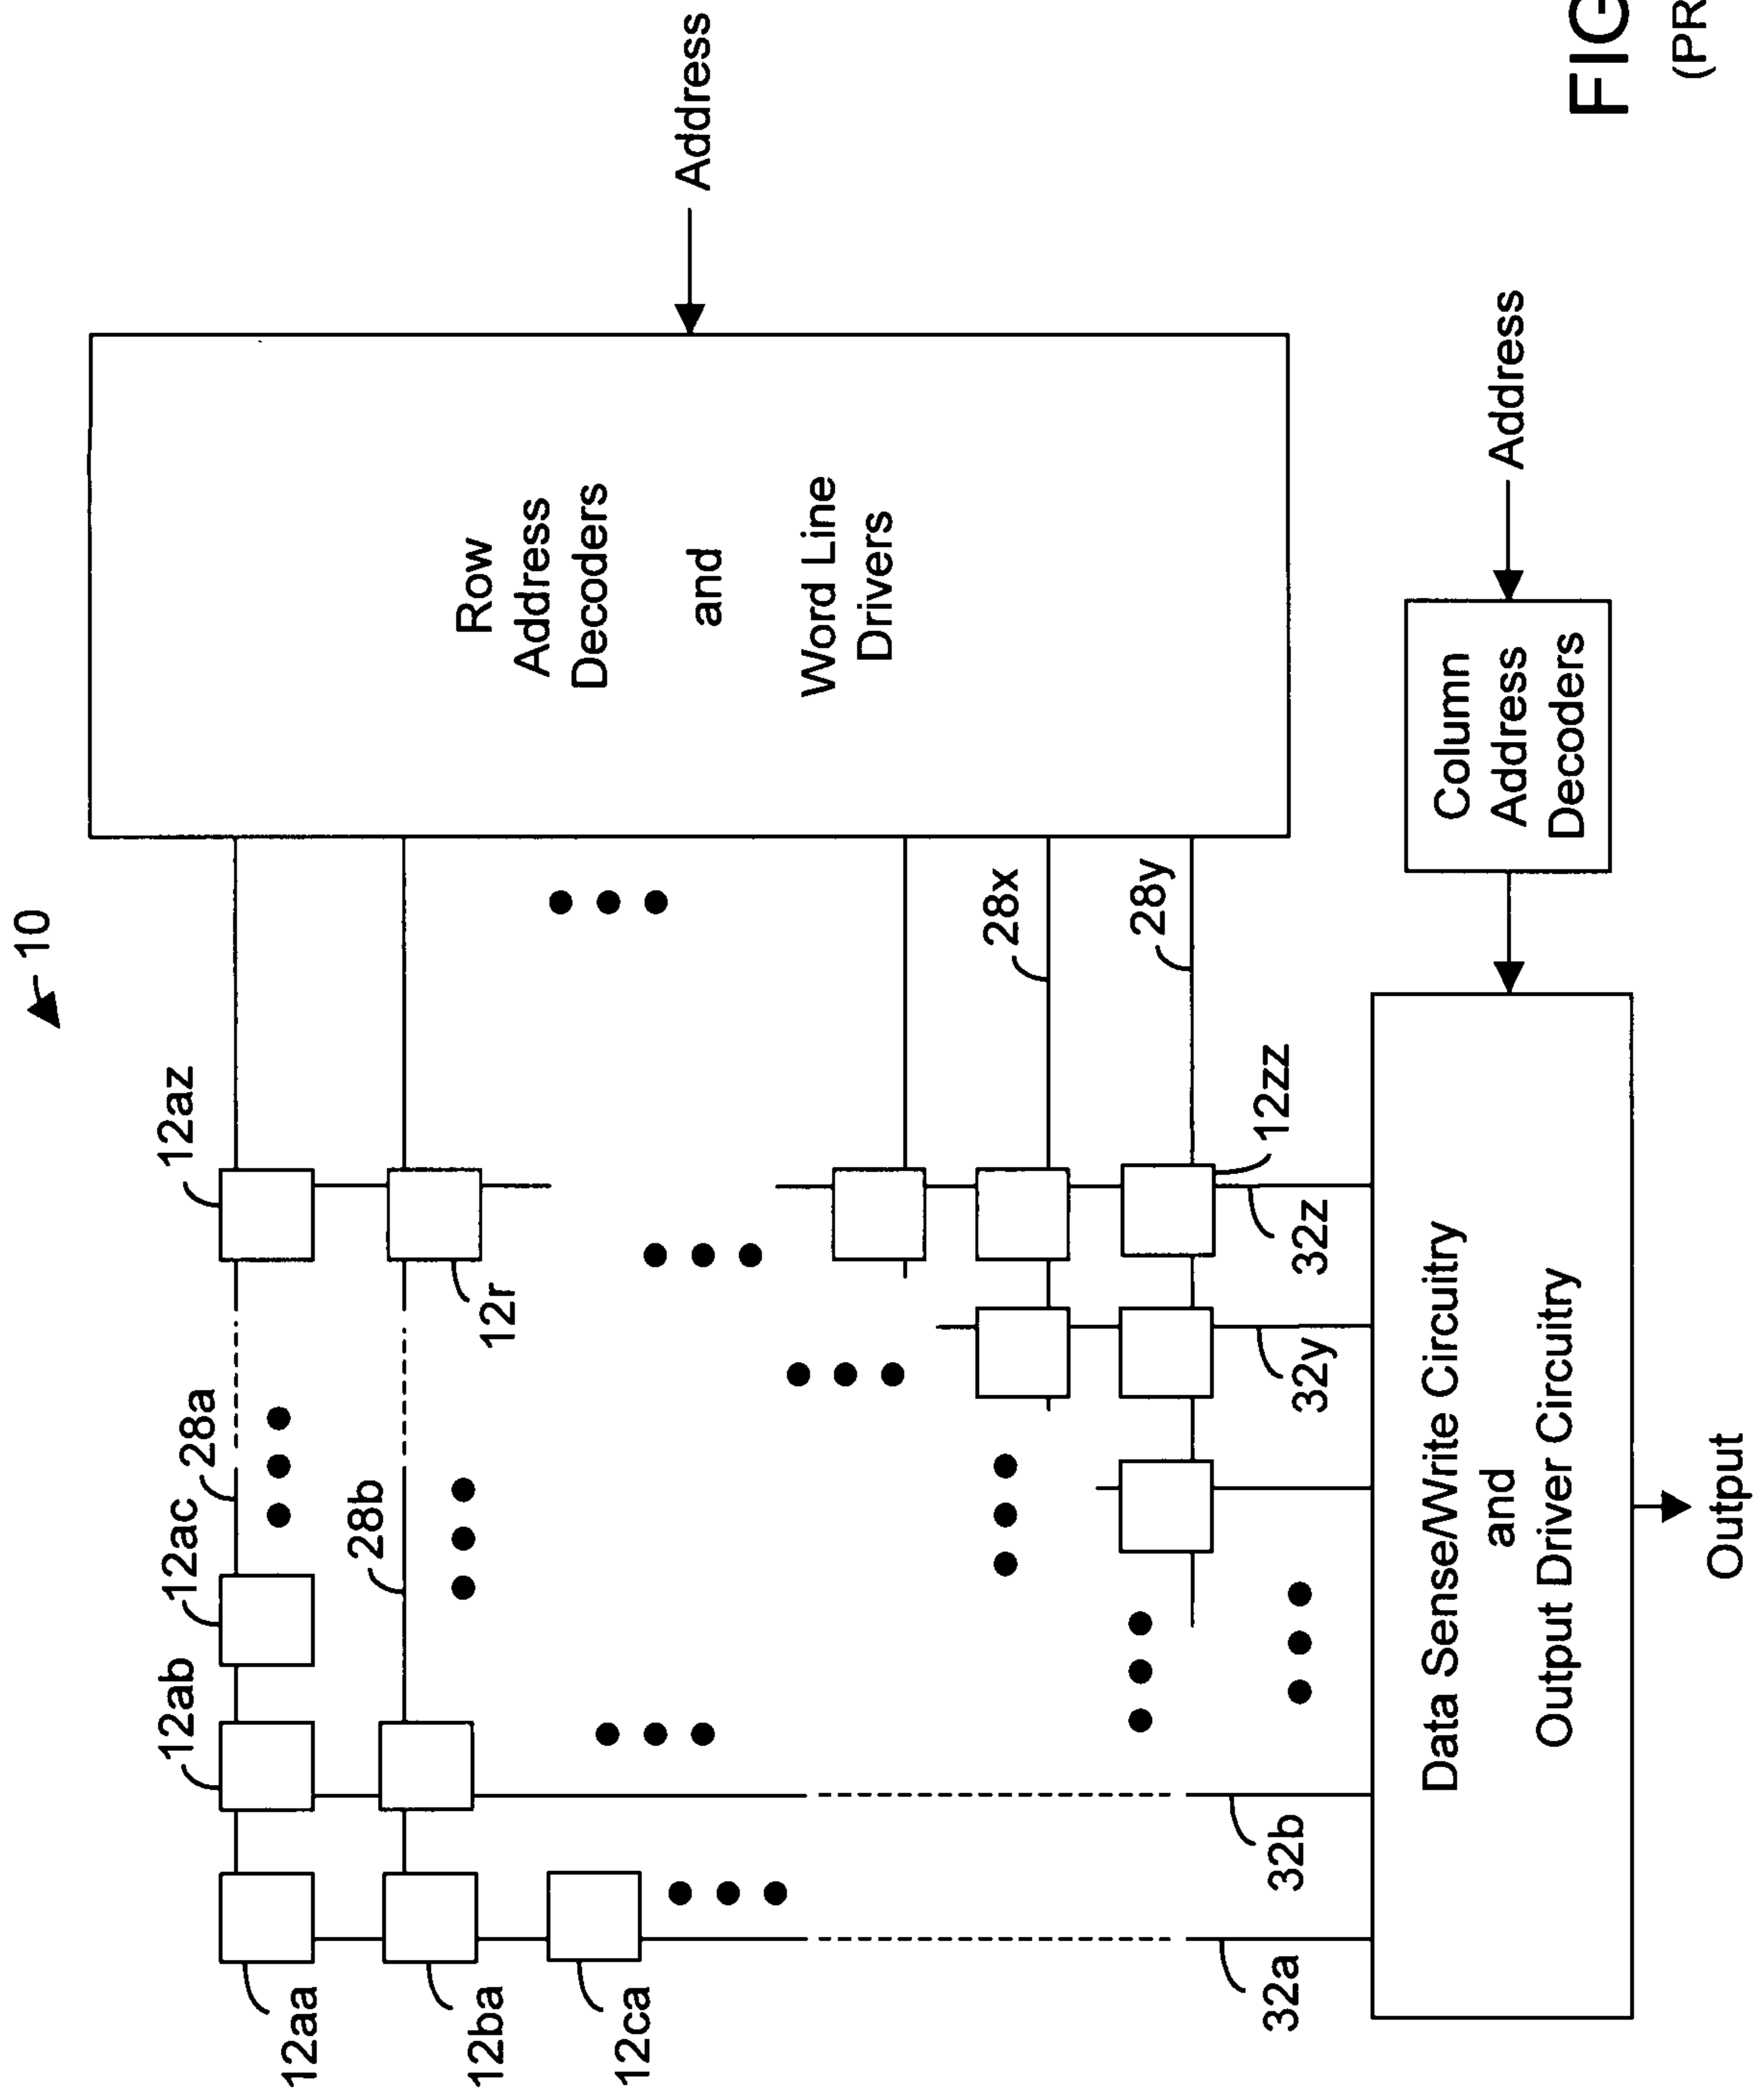 10
12ab
12ac
28a
12az
12aa
28b
12ba
12r
12ca
Row
Address
Decoders
and
Word Line
Drivers
Address
28x
28y
12zz
32a
32b
32y
32z
Data Sense/Write Circuitry
and
Output Driver Circuitry
Column
Address
Decoders
Address
Output
FIG
(PR